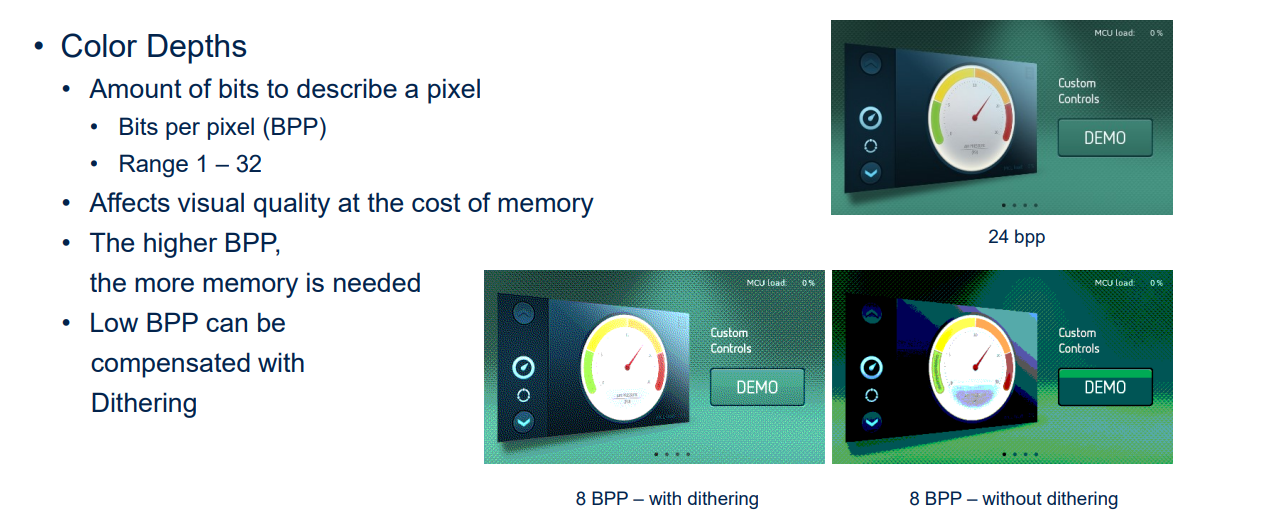 • Color Depths
• Amount of bits to describe a pixel
• Bits per pixel (BPP)
• Range 1 – 32
• Affects visual quality at the cost of memory
• The higher BPP,
the more memory is needed
• Low BPP can be
compensated with
Dithering
MCU load: 0 %
Custom
Controls
DEMO
24 bpp
MCU load: 0 %
Custom
Controls
DEMO
8 BPP – with dithering
MCU load: 0 %
Custom
Controls
DEMO
8 BPP – without dithering